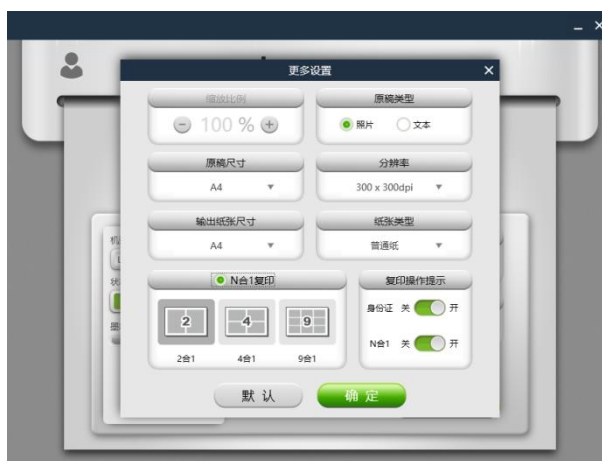 更多设置
缩放比例
100 %
原稿类型
照片 文本
原稿尺寸
A4
分辨率
300 x 300dpi
输出纸张尺寸
A4
纸张类型
普通纸
N合1复印
2 4 9
2合1 4合1 9合1
复印操作提示
身份证 关 开
N合1 关 开
默认 确定